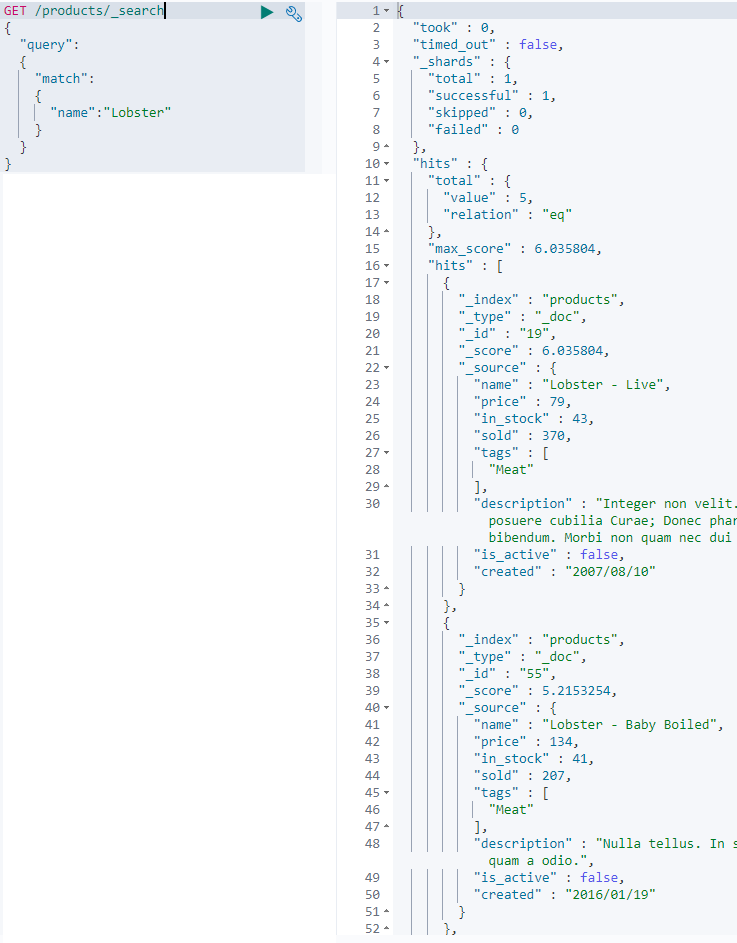 GET /products/_search
{
  "query":
  {
    "match":
    {
      "name":"Lobster"
    }
  }
}
1 {
2 "took" : 0,
3 "timed_out" : false,
4 "_shards" : {
5 "total" : 1,
6 "successful" : 1,
7 "skipped" : 0,
8 "failed" : 0
9 },
10 "hits" : {
11 "total" : {
12 "value" : 5,
13 "relation" : "eq"
14 },
15 "max_score" : 6.035804,
16 "hits" : [
17 {
18 "_index" : "products",
19 "_type" : "_doc",
20 "_id" : "19",
21 "_score" : 6.035804,
22 "_source" : {
23 "name" : "Lobster - Live",
24 "price" : 79,
25 "in_stock" : 43,
26 "sold" : 370,
27 "tags" : [
28 "Meat"
29 ],
30 "description" : "Integer non velit.
posuere cubilia Curae; Donec phar
bibendum. Morbi non quam nec dui
31 "is_active" : false,
32 "created" : "2007/08/10"
33 }
34 },
35 {
36 "_index" : "products",
37 "_type" : "_doc",
38 "_id" : "55",
39 "_score" : 5.2153254,
40 "_source" : {
41 "name" : "Lobster - Baby Boiled",
42 "price" : 134,
43 "in_stock" : 41,
44 "sold" : 207,
45 "tags" : [
46 "Meat"
47 ],
48 "description" : "Nulla tellus. In s
quam a odio.",
49 "is_active" : false,
50 "created" : "2016/01/19"
51 }
52 },